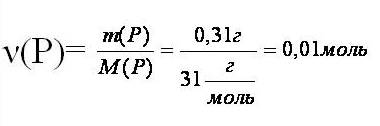 ν(P)= m(P)/M(P) = 0,31г/31 г/моль = 0,01моль